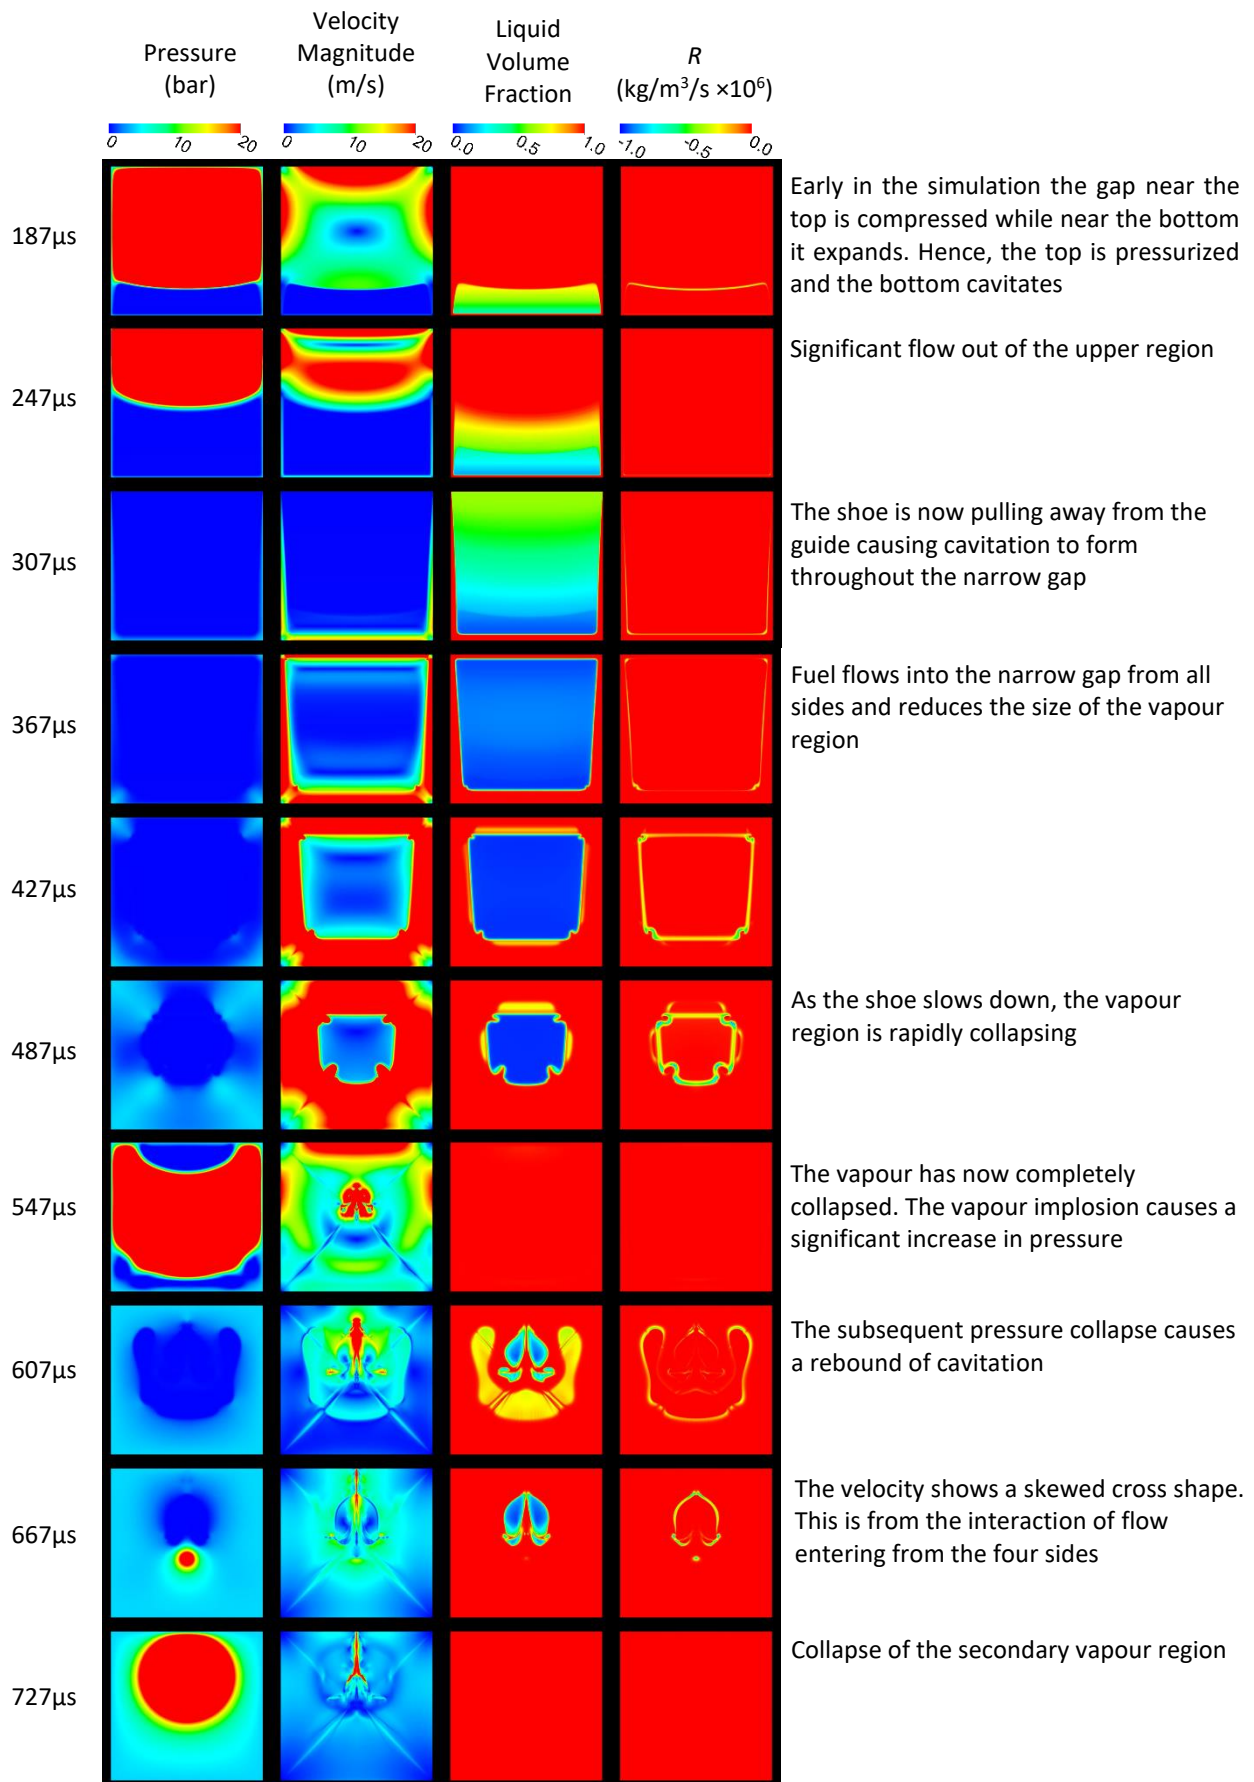 Pressure
(bar)
Velocity
Magnitude
(m/s)
Liquid
Volume
Fraction
R
(kg/m³/s ×10⁶)
0 10 20
0 10 20
0.0 0.5 1.0
-1.0 -0.5 0.0
187µs
Early in the simulation the gap near the
top is compressed while near the bottom
it expands. Hence, the top is pressurized
and the bottom cavitates
247µs
Significant flow out of the upper region
307µs
The shoe is now pulling away from the
guide causing cavitation to form
throughout the narrow gap
367µs
Fuel flows into the narrow gap from all
sides and reduces the size of the vapour
region
427µs
487µs
As the shoe slows down, the vapour
region is rapidly collapsing
547µs
The vapour has now completely
collapsed. The vapour implosion causes a
significant increase in pressure
607µs
The subsequent pressure collapse causes
a rebound of cavitation
667µs
The velocity shows a skewed cross shape.
This is from the interaction of flow
entering from the four sides
727µs
Collapse of the secondary vapour region